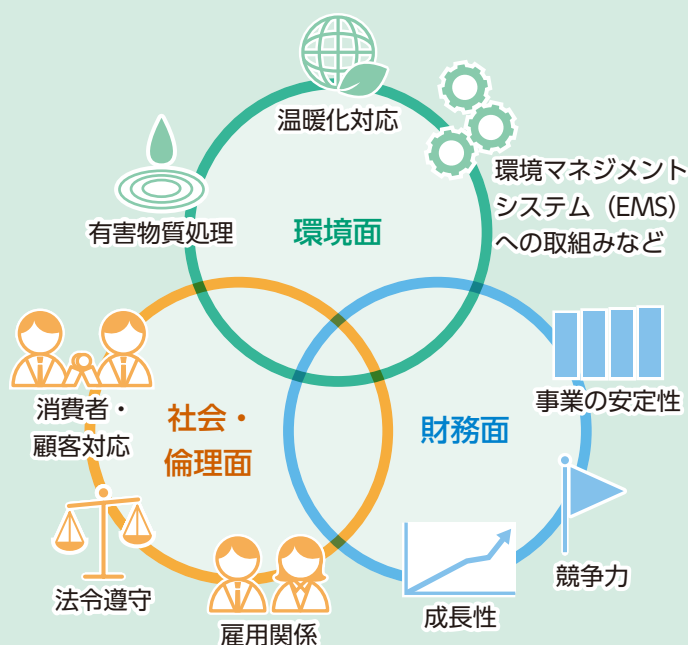 温暖化対応
環境マネジメント
システム（EMS）
への取組みなど
有害物質処理
環境面
事業の安定性
消費者・
顧客対応
社会・
倫理面
財務面
競争力
法令遵守
成長性
雇用関係